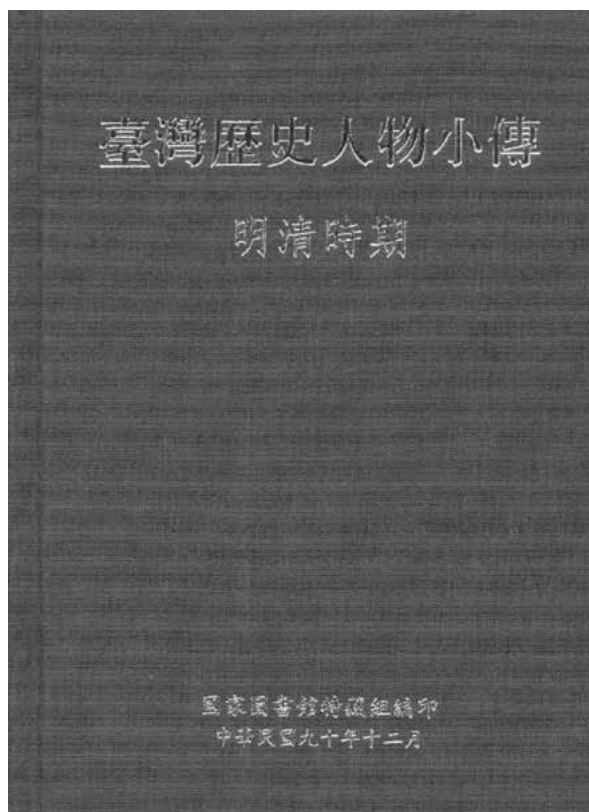 臺灣歷史人物小傳
明清時期
國家圖書館特藏組編印
中華民國九十年十二月